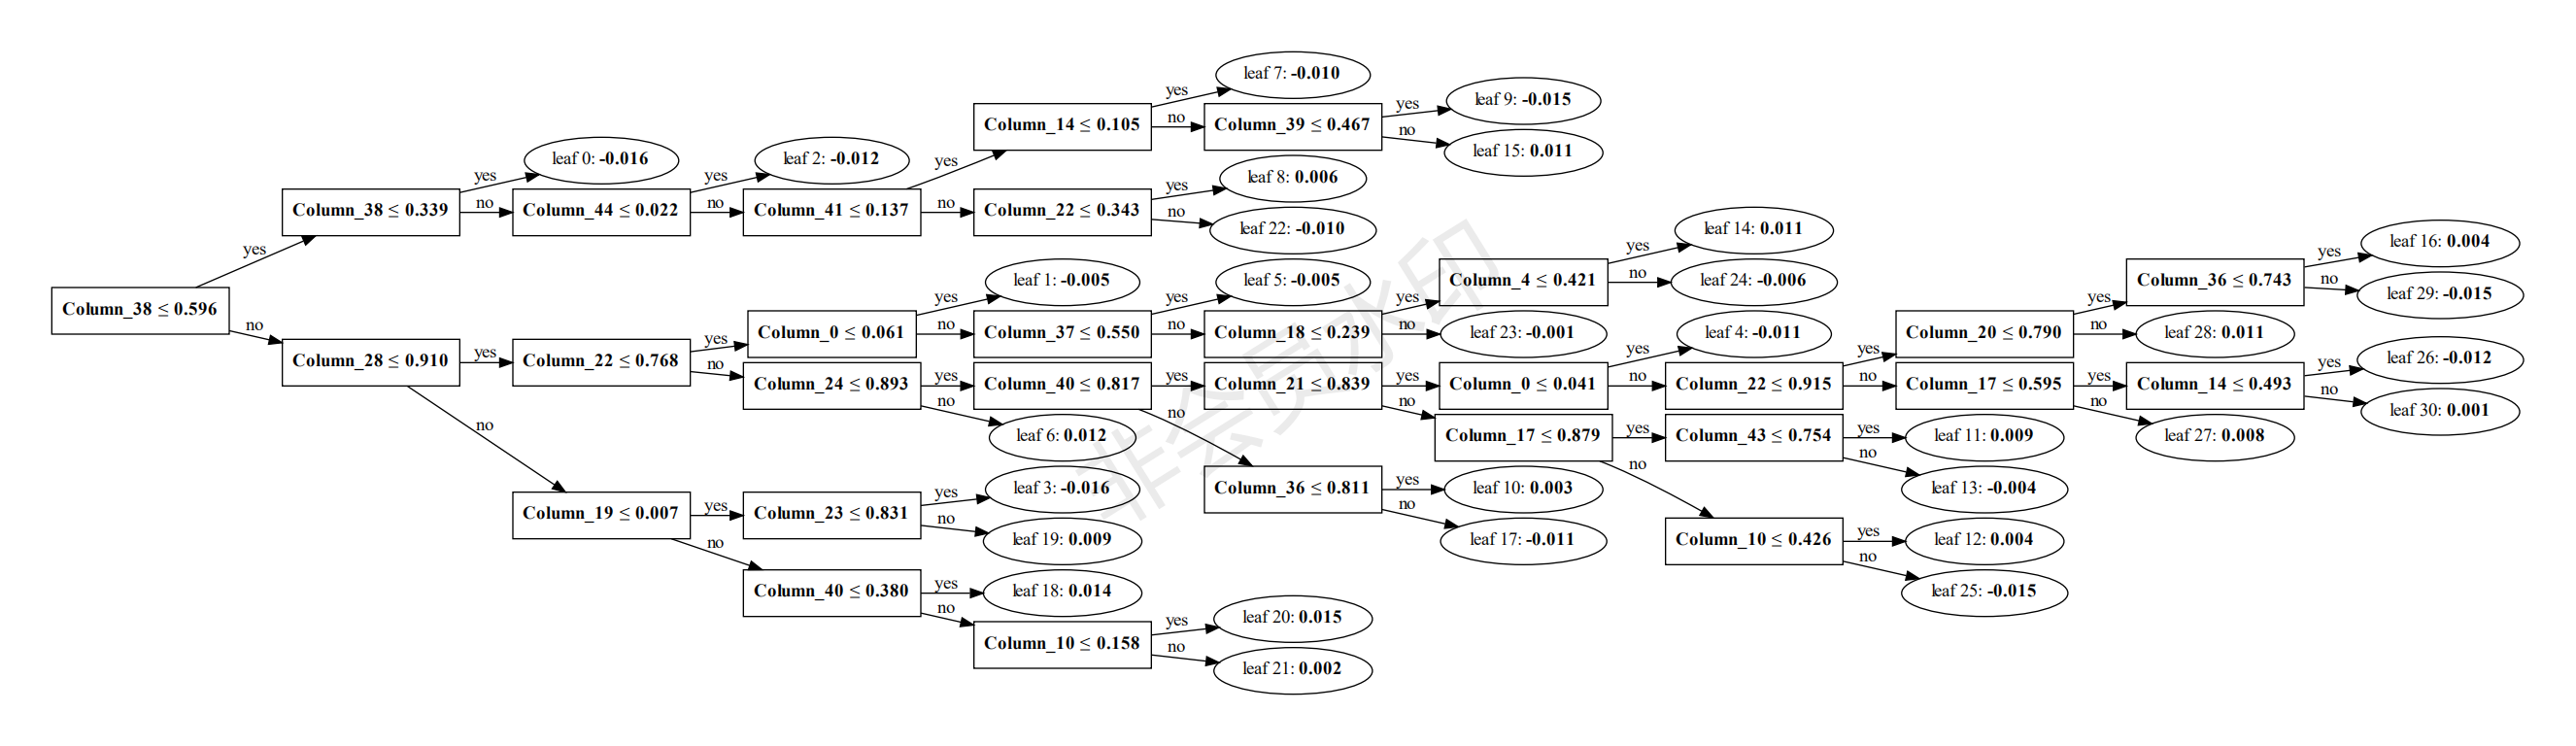 leaf 7: -0.010
yes
Column_14 ≤ 0.105
no
Column_39 ≤ 0.467
yes
leaf 9: -0.015
no
leaf 15: 0.011
leaf 0: -0.016
leaf 2: -0.012
yes
yes
yes
Column_38 ≤ 0.339
no
Column_44 ≤ 0.022
no
Column_41 ≤ 0.137
no
Column_22 ≤ 0.343
yes
leaf 8: 0.006
no
leaf 22: -0.010
yes
Column_38 ≤ 0.596
no
Column_28 ≤ 0.910
yes
Column_22 ≤ 0.768
yes
Column_0 ≤ 0.061
yes
leaf 1: -0.005
no
Column_37 ≤ 0.550
yes
leaf 5: -0.005
no
Column_18 ≤ 0.239
yes
Column_4 ≤ 0.421
yes
leaf 14: 0.011
no
leaf 24: -0.006
no
leaf 23: -0.001
no
Column_24 ≤ 0.893
yes
Column_40 ≤ 0.817
yes
Column_21 ≤ 0.839
yes
Column_0 ≤ 0.041
yes
leaf 4: -0.011
no
Column_22 ≤ 0.915
yes
Column_20 ≤ 0.790
yes
Column_36 ≤ 0.743
yes
leaf 16: 0.004
no
leaf 29: -0.015
no
leaf 28: 0.011
no
Column_17 ≤ 0.595
yes
Column_14 ≤ 0.493
yes
leaf 26: -0.012
no
leaf 30: 0.001
no
leaf 27: 0.008
no
Column_17 ≤ 0.879
yes
Column_43 ≤ 0.754
yes
leaf 11: 0.009
no
leaf 13: -0.004
no
Column_10 ≤ 0.426
yes
leaf 12: 0.004
no
leaf 25: -0.015
no
Column_36 ≤ 0.811
yes
leaf 10: 0.003
no
leaf 17: -0.011
no
leaf 6: 0.012
no
Column_19 ≤ 0.007
yes
Column_23 ≤ 0.831
yes
leaf 3: -0.016
no
leaf 19: 0.009
no
Column_40 ≤ 0.380
yes
leaf 18: 0.014
no
Column_10 ≤ 0.158
yes
leaf 20: 0.015
no
leaf 21: 0.002
非会员水印